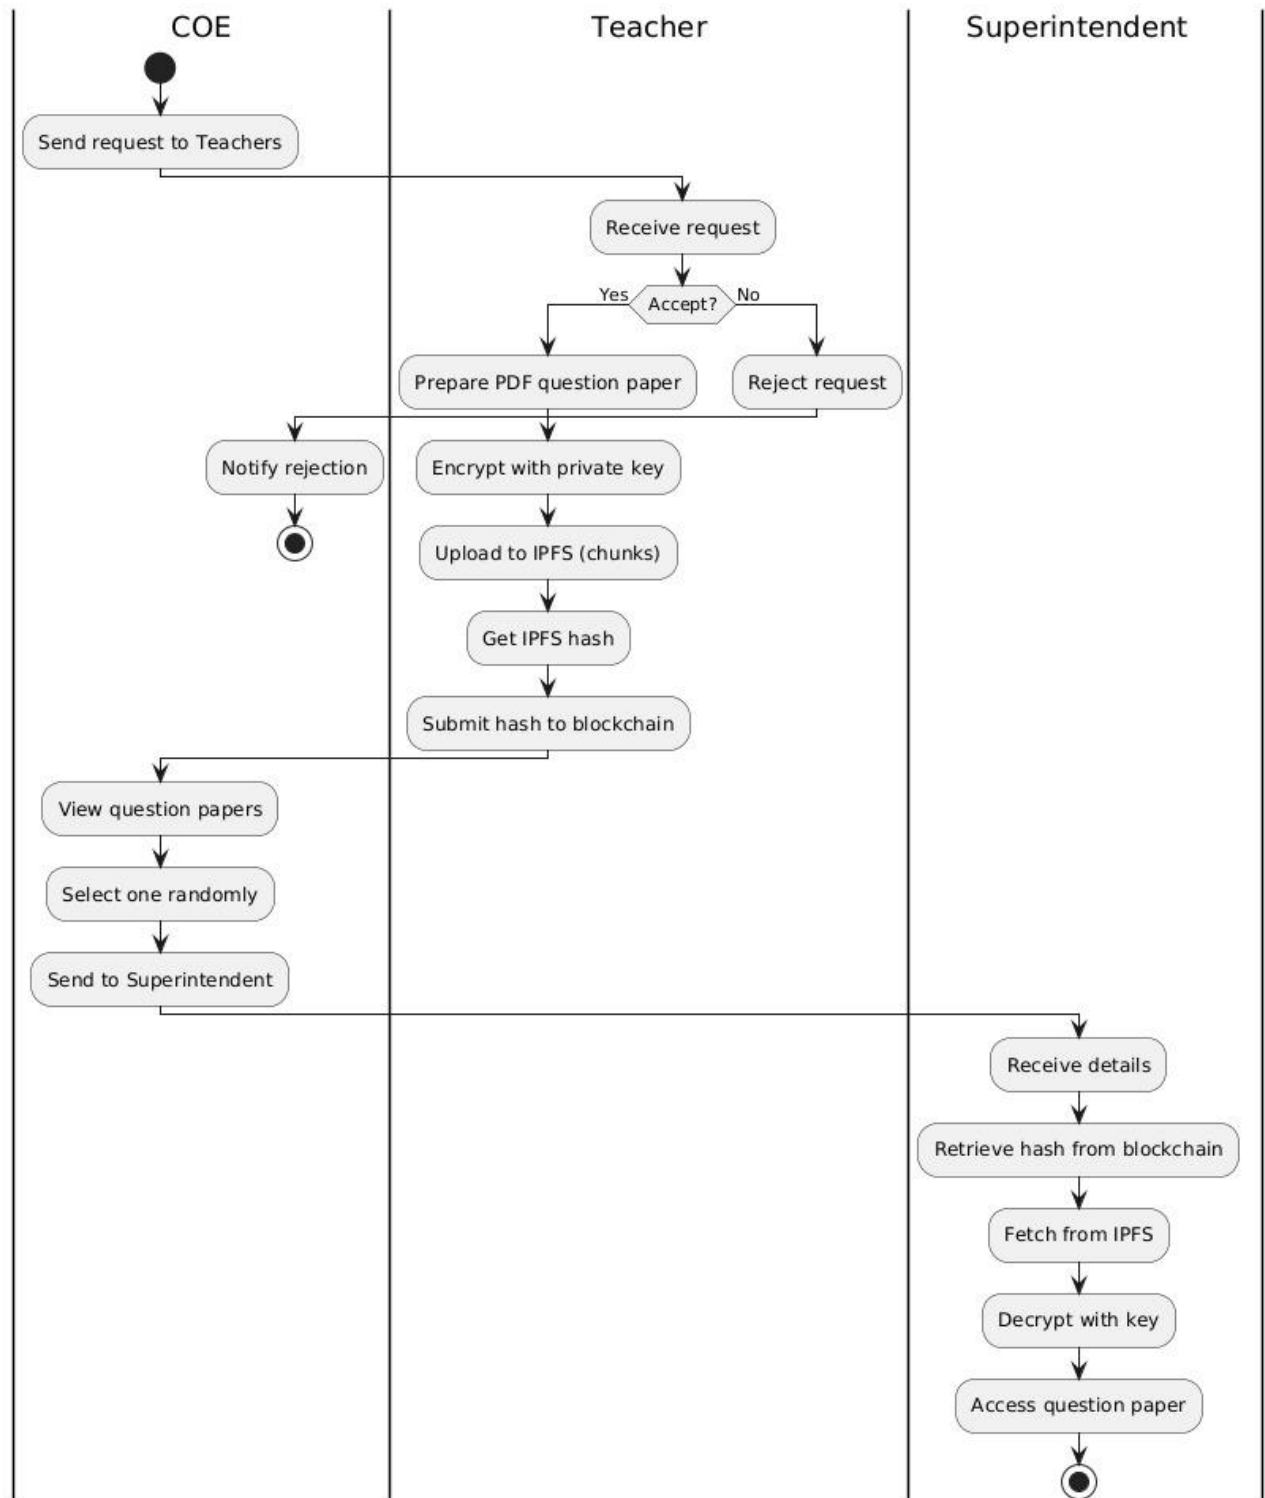 COE
Teacher
Superintendent
Send request to Teachers
Receive request
Yes
Accept?
No
Prepare PDF question paper
Reject request
Notify rejection
Encrypt with private key
Upload to IPFS (chunks)
Get IPFS hash
Submit hash to blockchain
View question papers
Select one randomly
Send to Superintendent
Receive details
Retrieve hash from blockchain
Fetch from IPFS
Decrypt with key
Access question paper